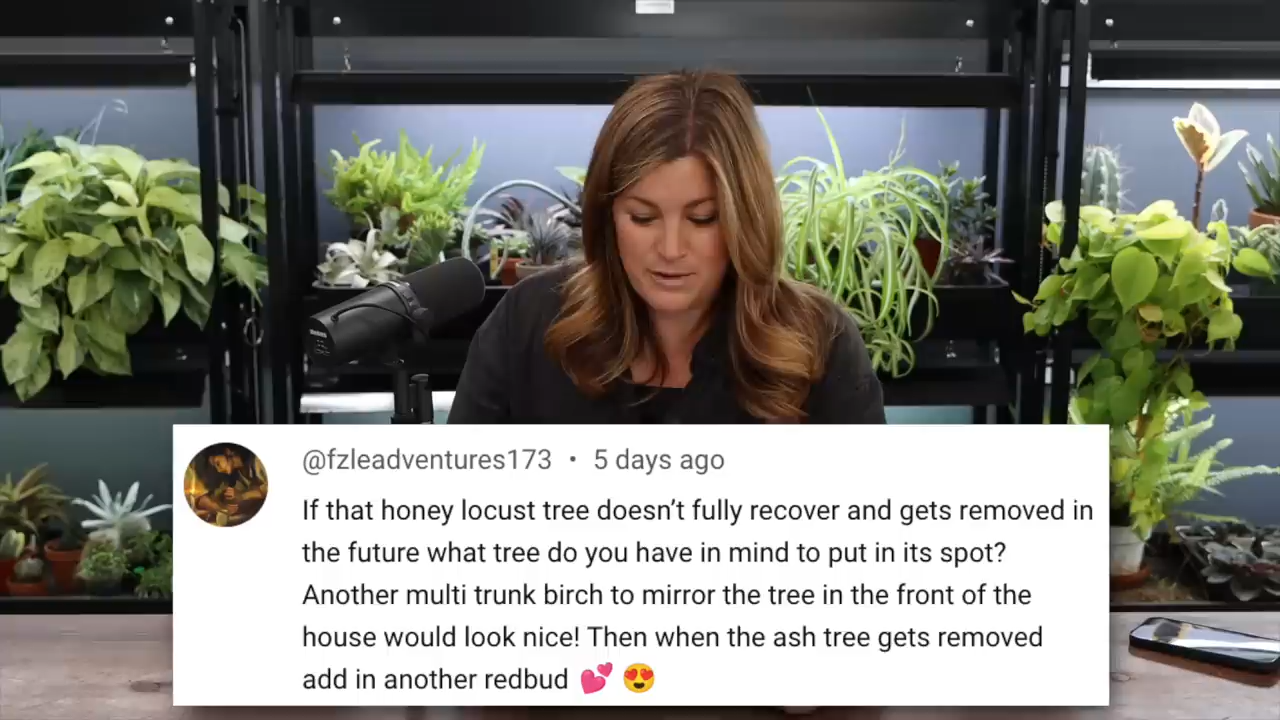 @fzleadventures173 • 5 days ago
If that honey locust tree doesn’t fully recover and gets removed in
the future what tree do you have in mind to put in its spot?
Another multi trunk birch to mirror the tree in the front of the
house would look nice! Then when the ash tree gets removed
add in another redbud 💕 😍